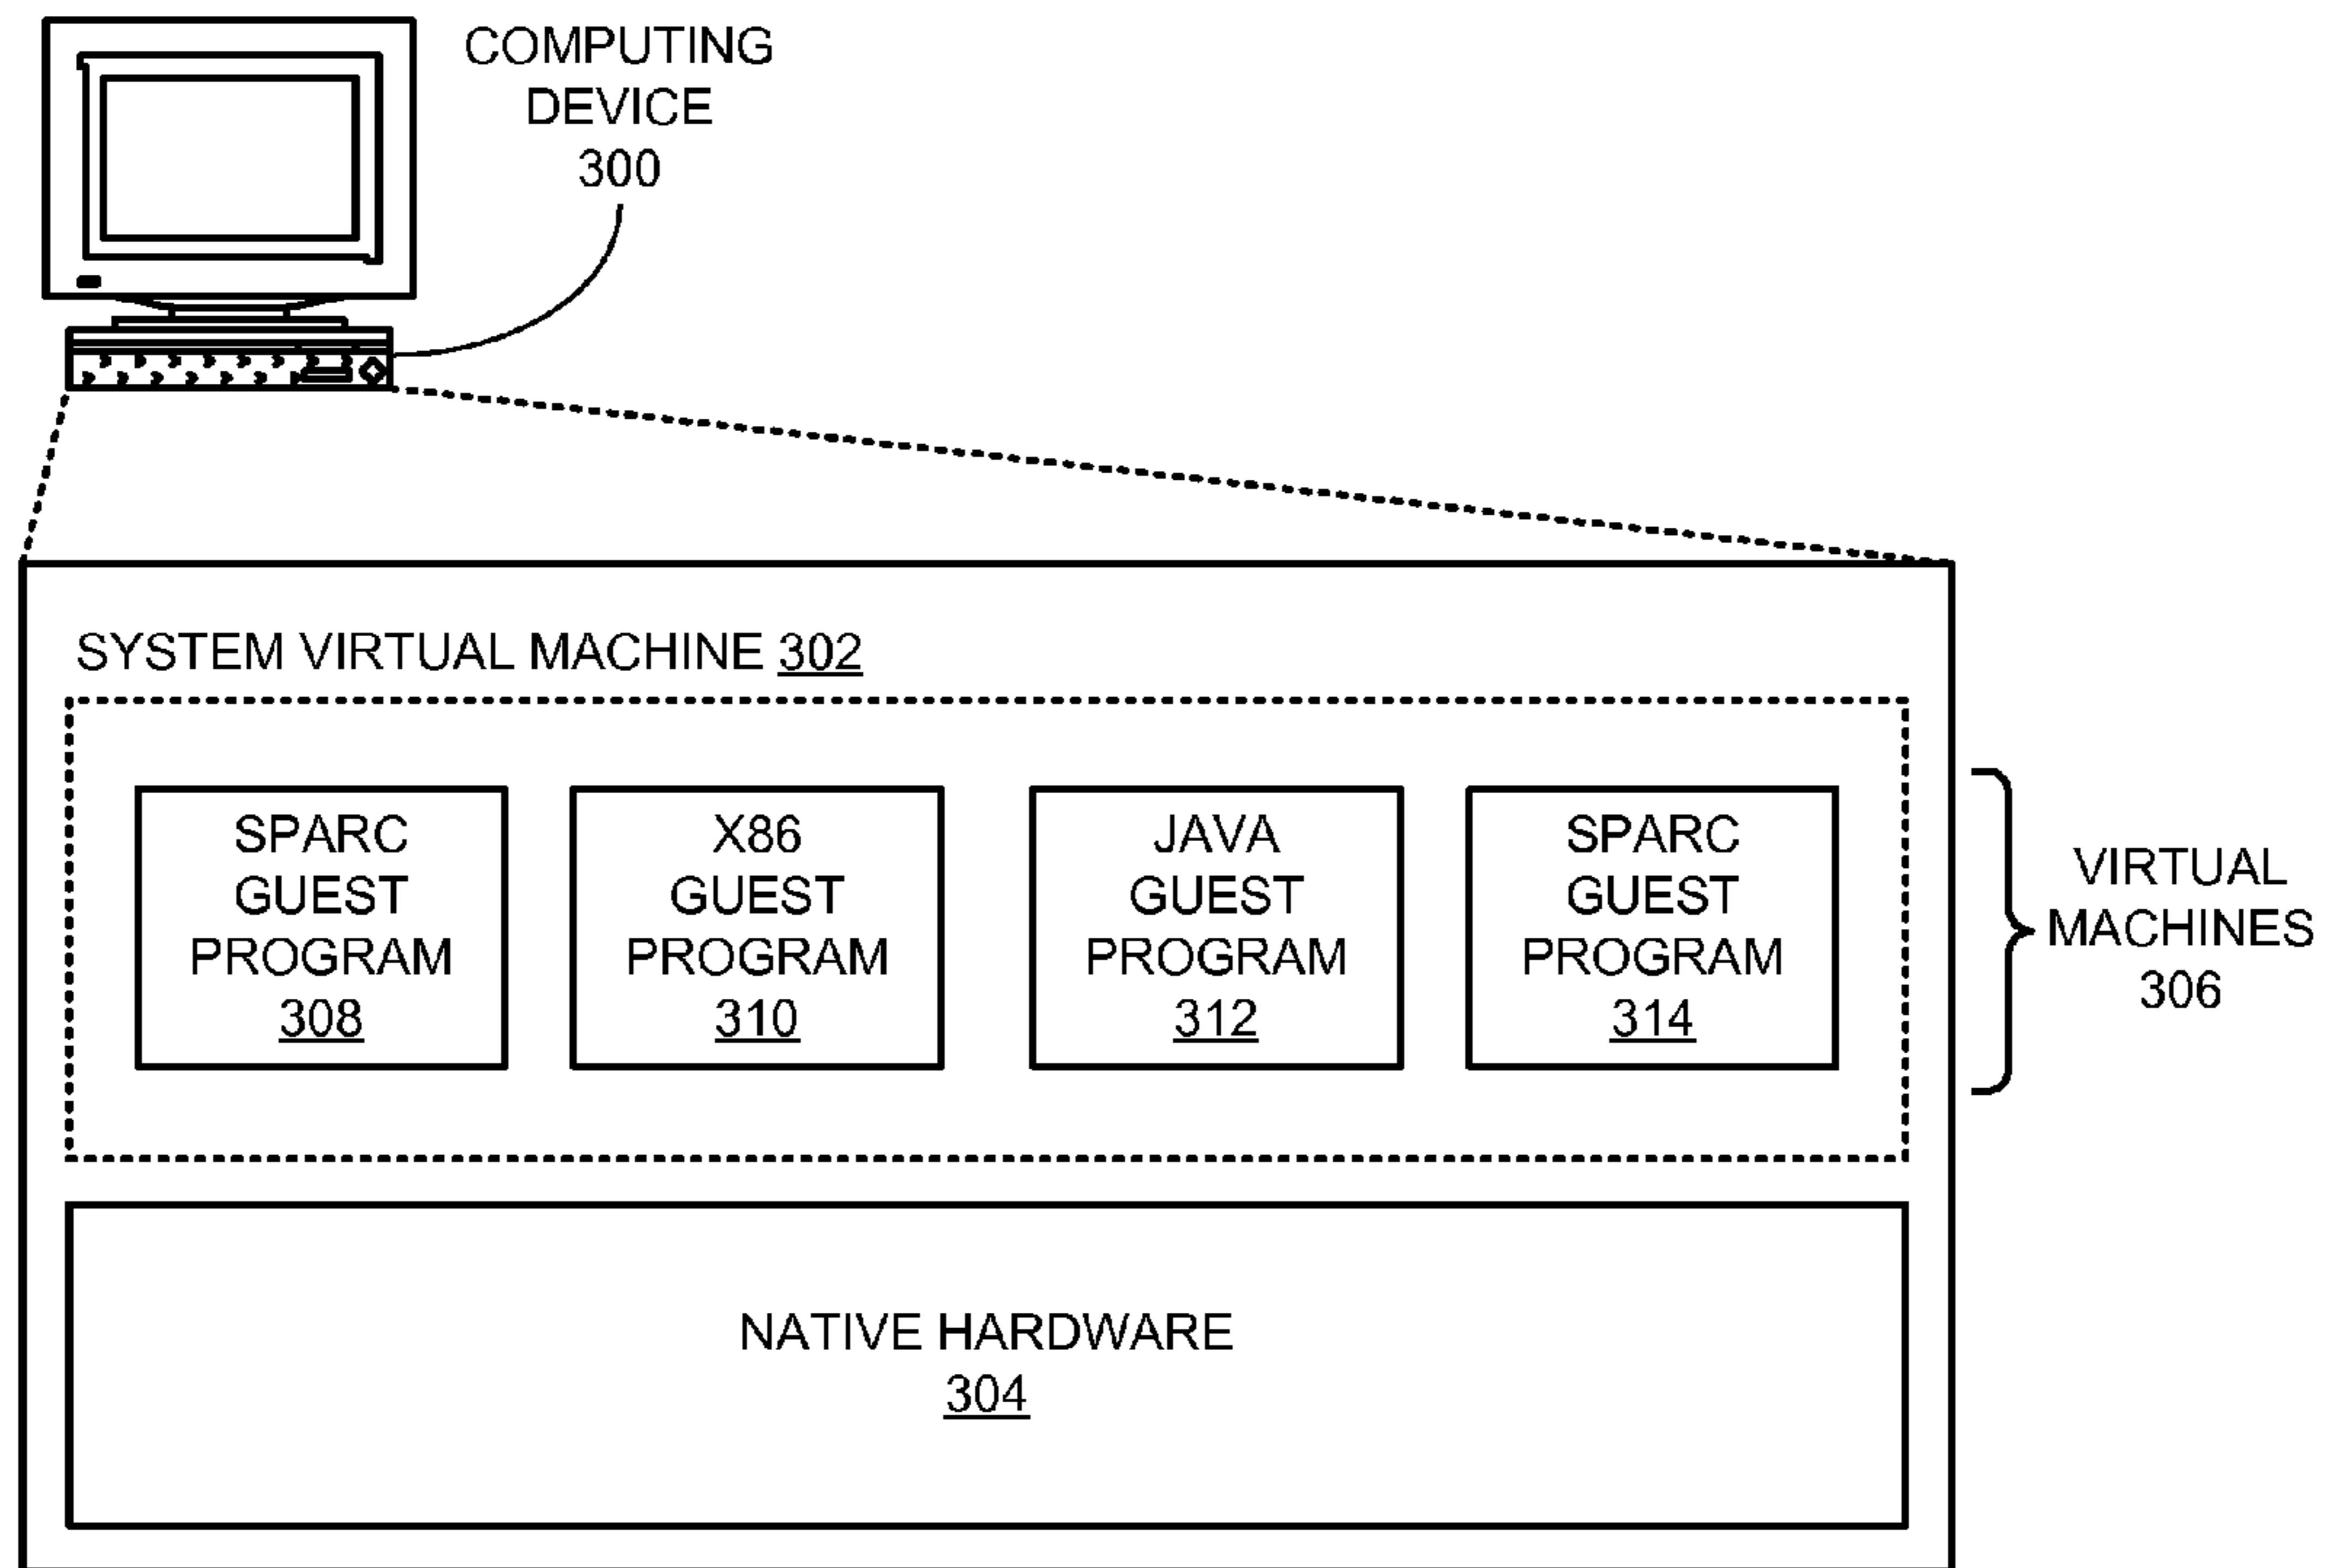 COMPUTING
DEVICE
300
SYSTEM VIRTUAL MACHINE 302
SPARC
GUEST
PROGRAM
308
X86
GUEST
PROGRAM
310
JAVA
GUEST
PROGRAM
312
SPARC
GUEST
PROGRAM
314
VIRTUAL
MACHINES
306
NATIVE HARDWARE
304